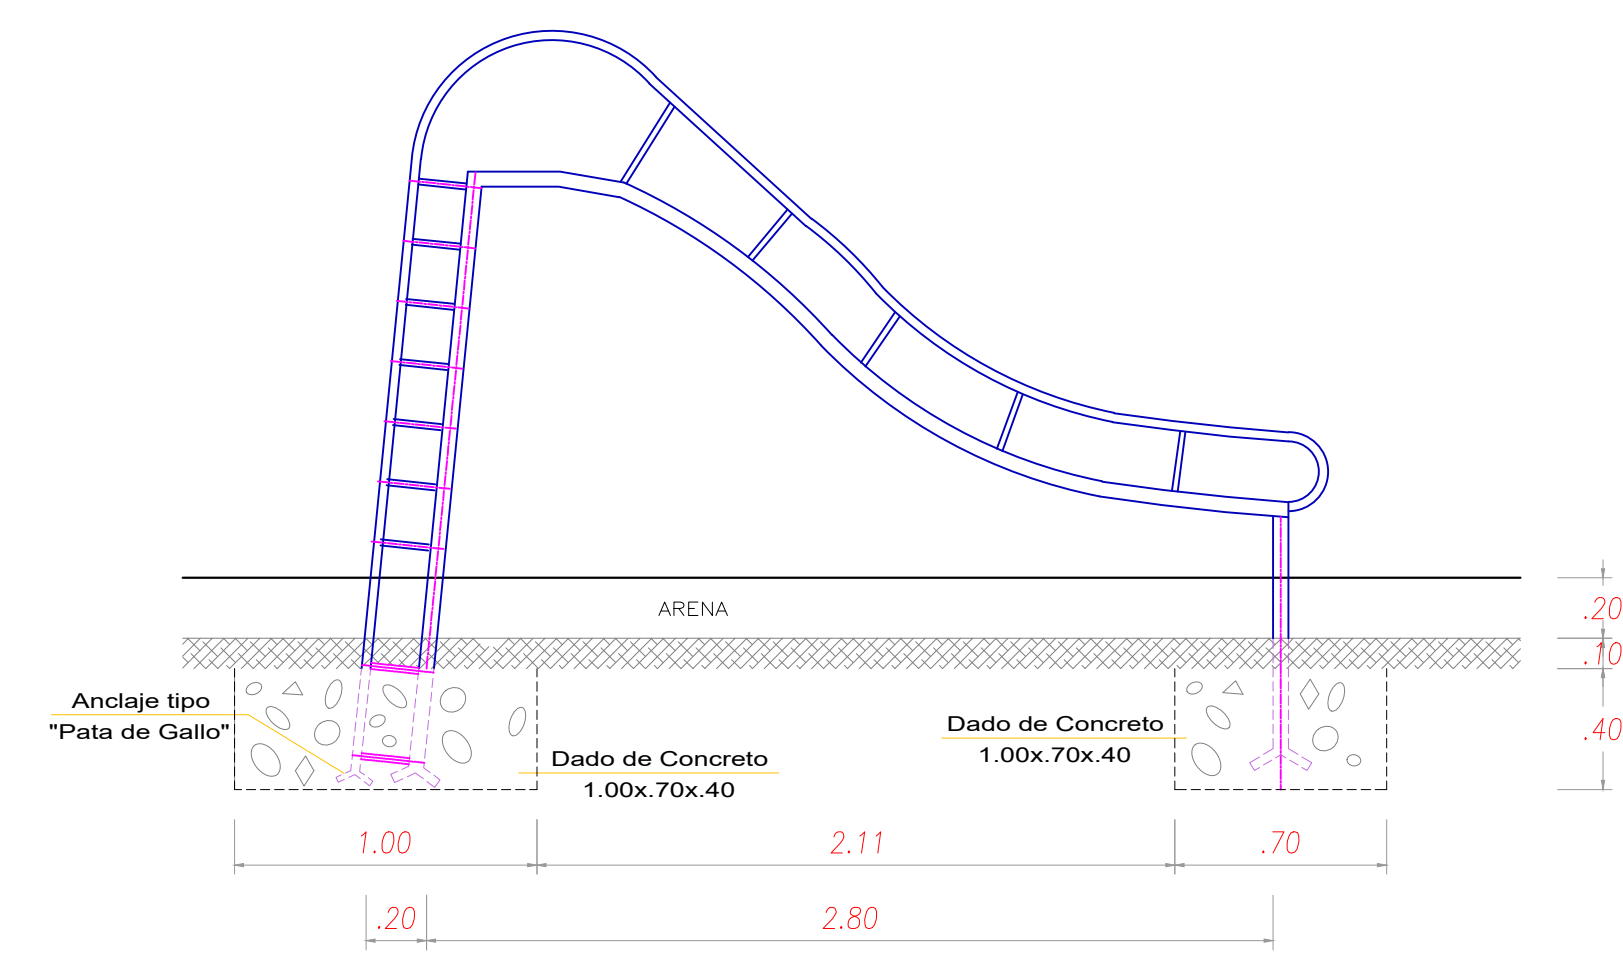 ARENA
.20
.10
.40
Anclaje tipo
"Pata de Gallo"
Dado de Concreto
1.00x.70x.40
Dado de Concreto
1.00x.70x.40
1.00
2.11
.70
.20
2.80